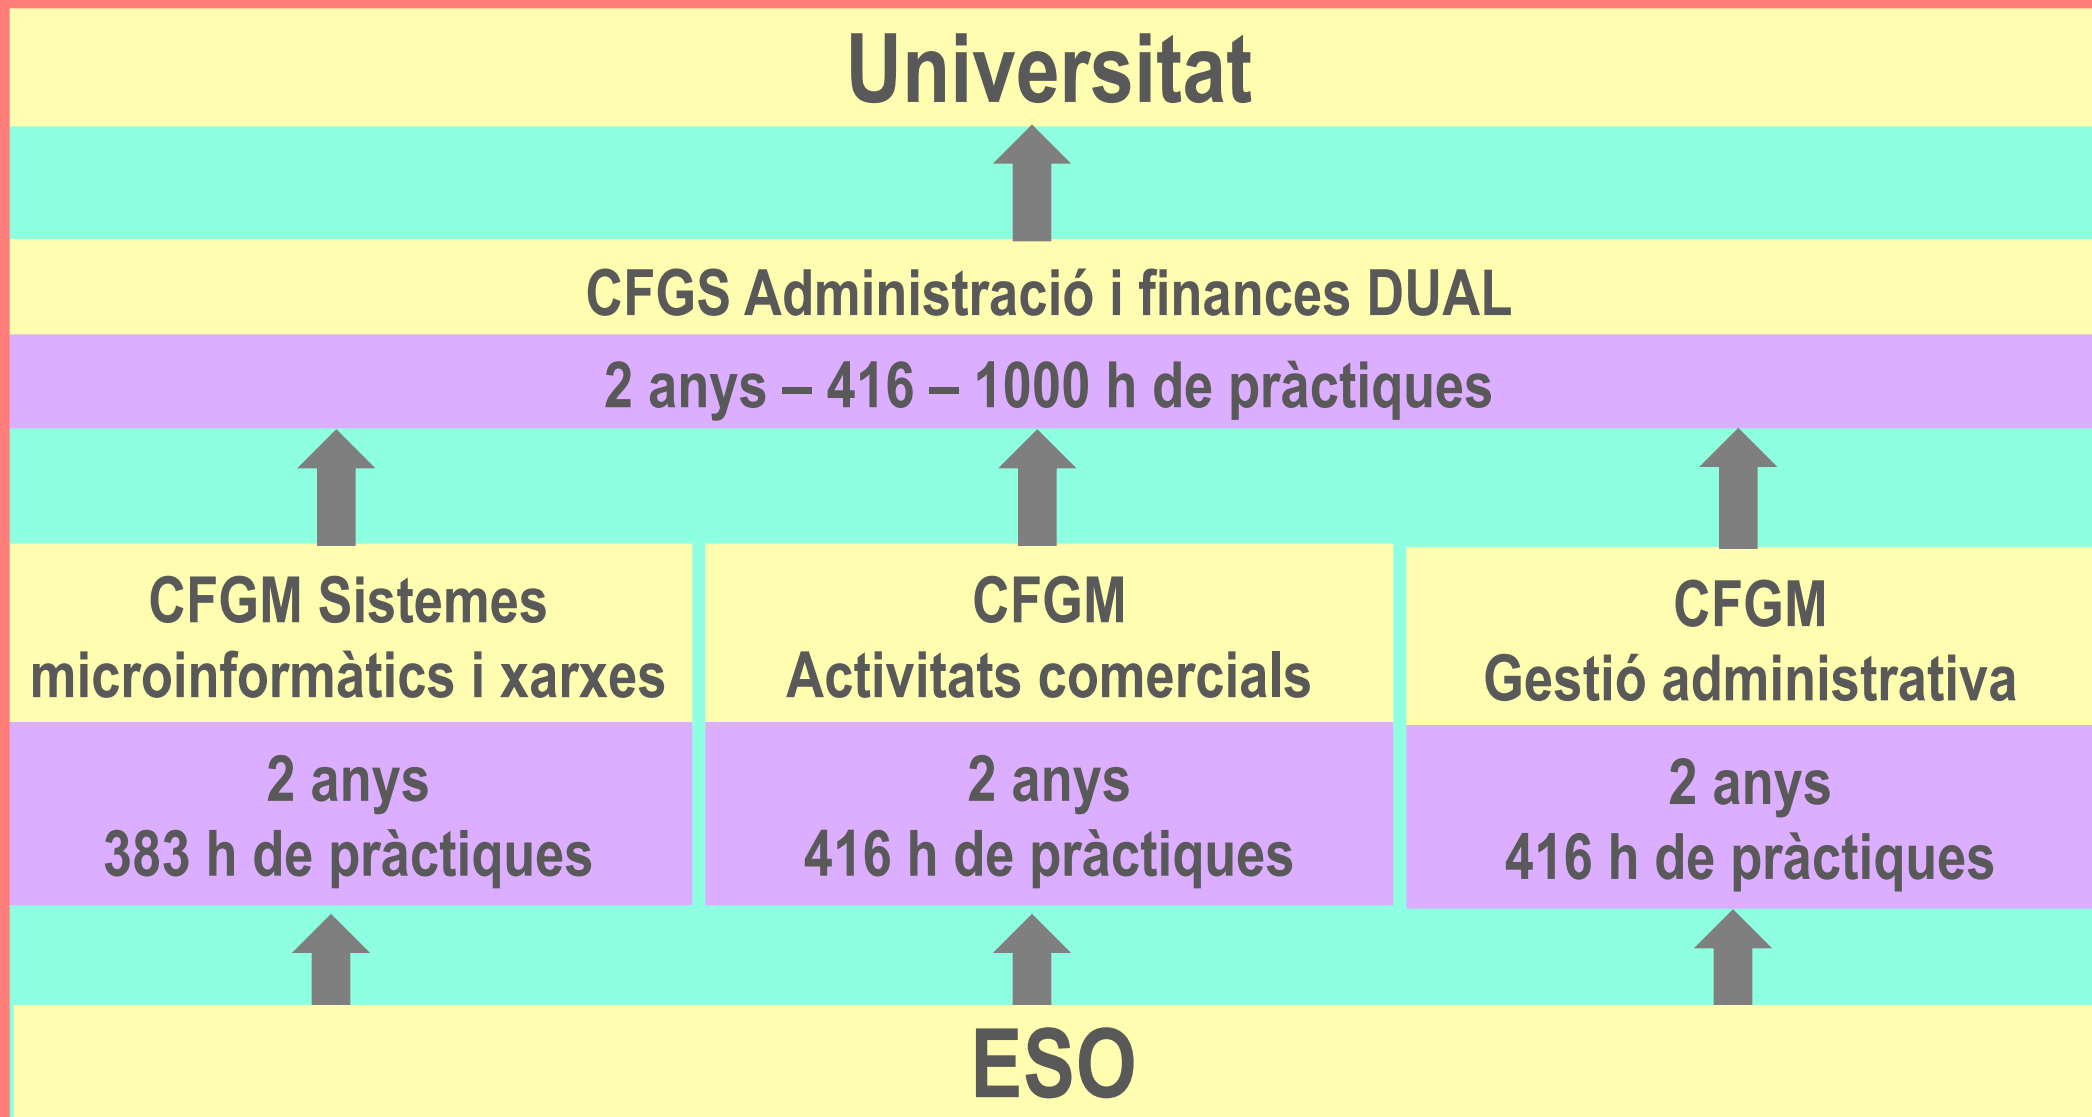 Universitat
CFGS Administració i finances DUAL
2 anys – 416 – 1000 h de pràctiques
CFGM Sistemes
microinformàtics i xarxes
2 anys
383 h de pràctiques
CFGM
Activitats comercials
2 anys
416 h de pràctiques
CFGM
Gestió administrativa
2 anys
416 h de pràctiques
ESO